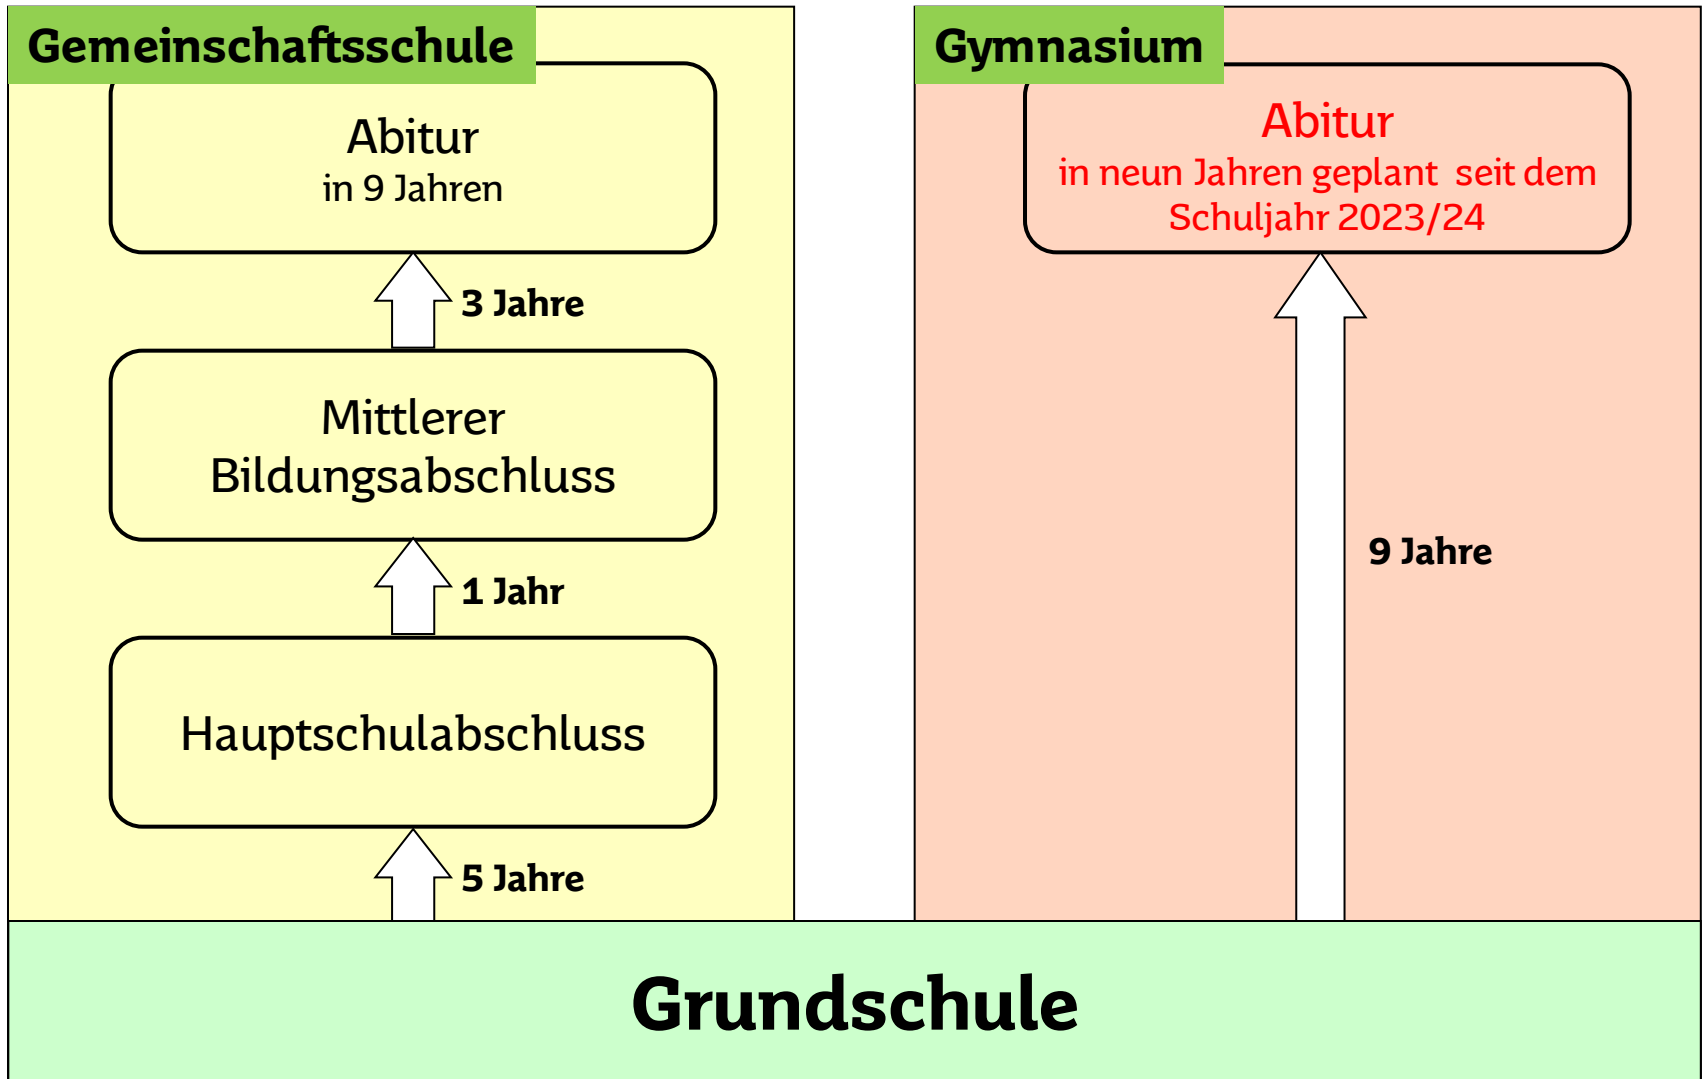 Gemeinschaftsschule
Abitur
in 9 Jahren
3 Jahre
Mittlerer
Bildungsabschluss
1 Jahr
Hauptschulabschluss
5 Jahre
Gymnasium
Abitur
in neun Jahren geplant  seit dem
Schuljahr 2023/24
9 Jahre
Grundschule